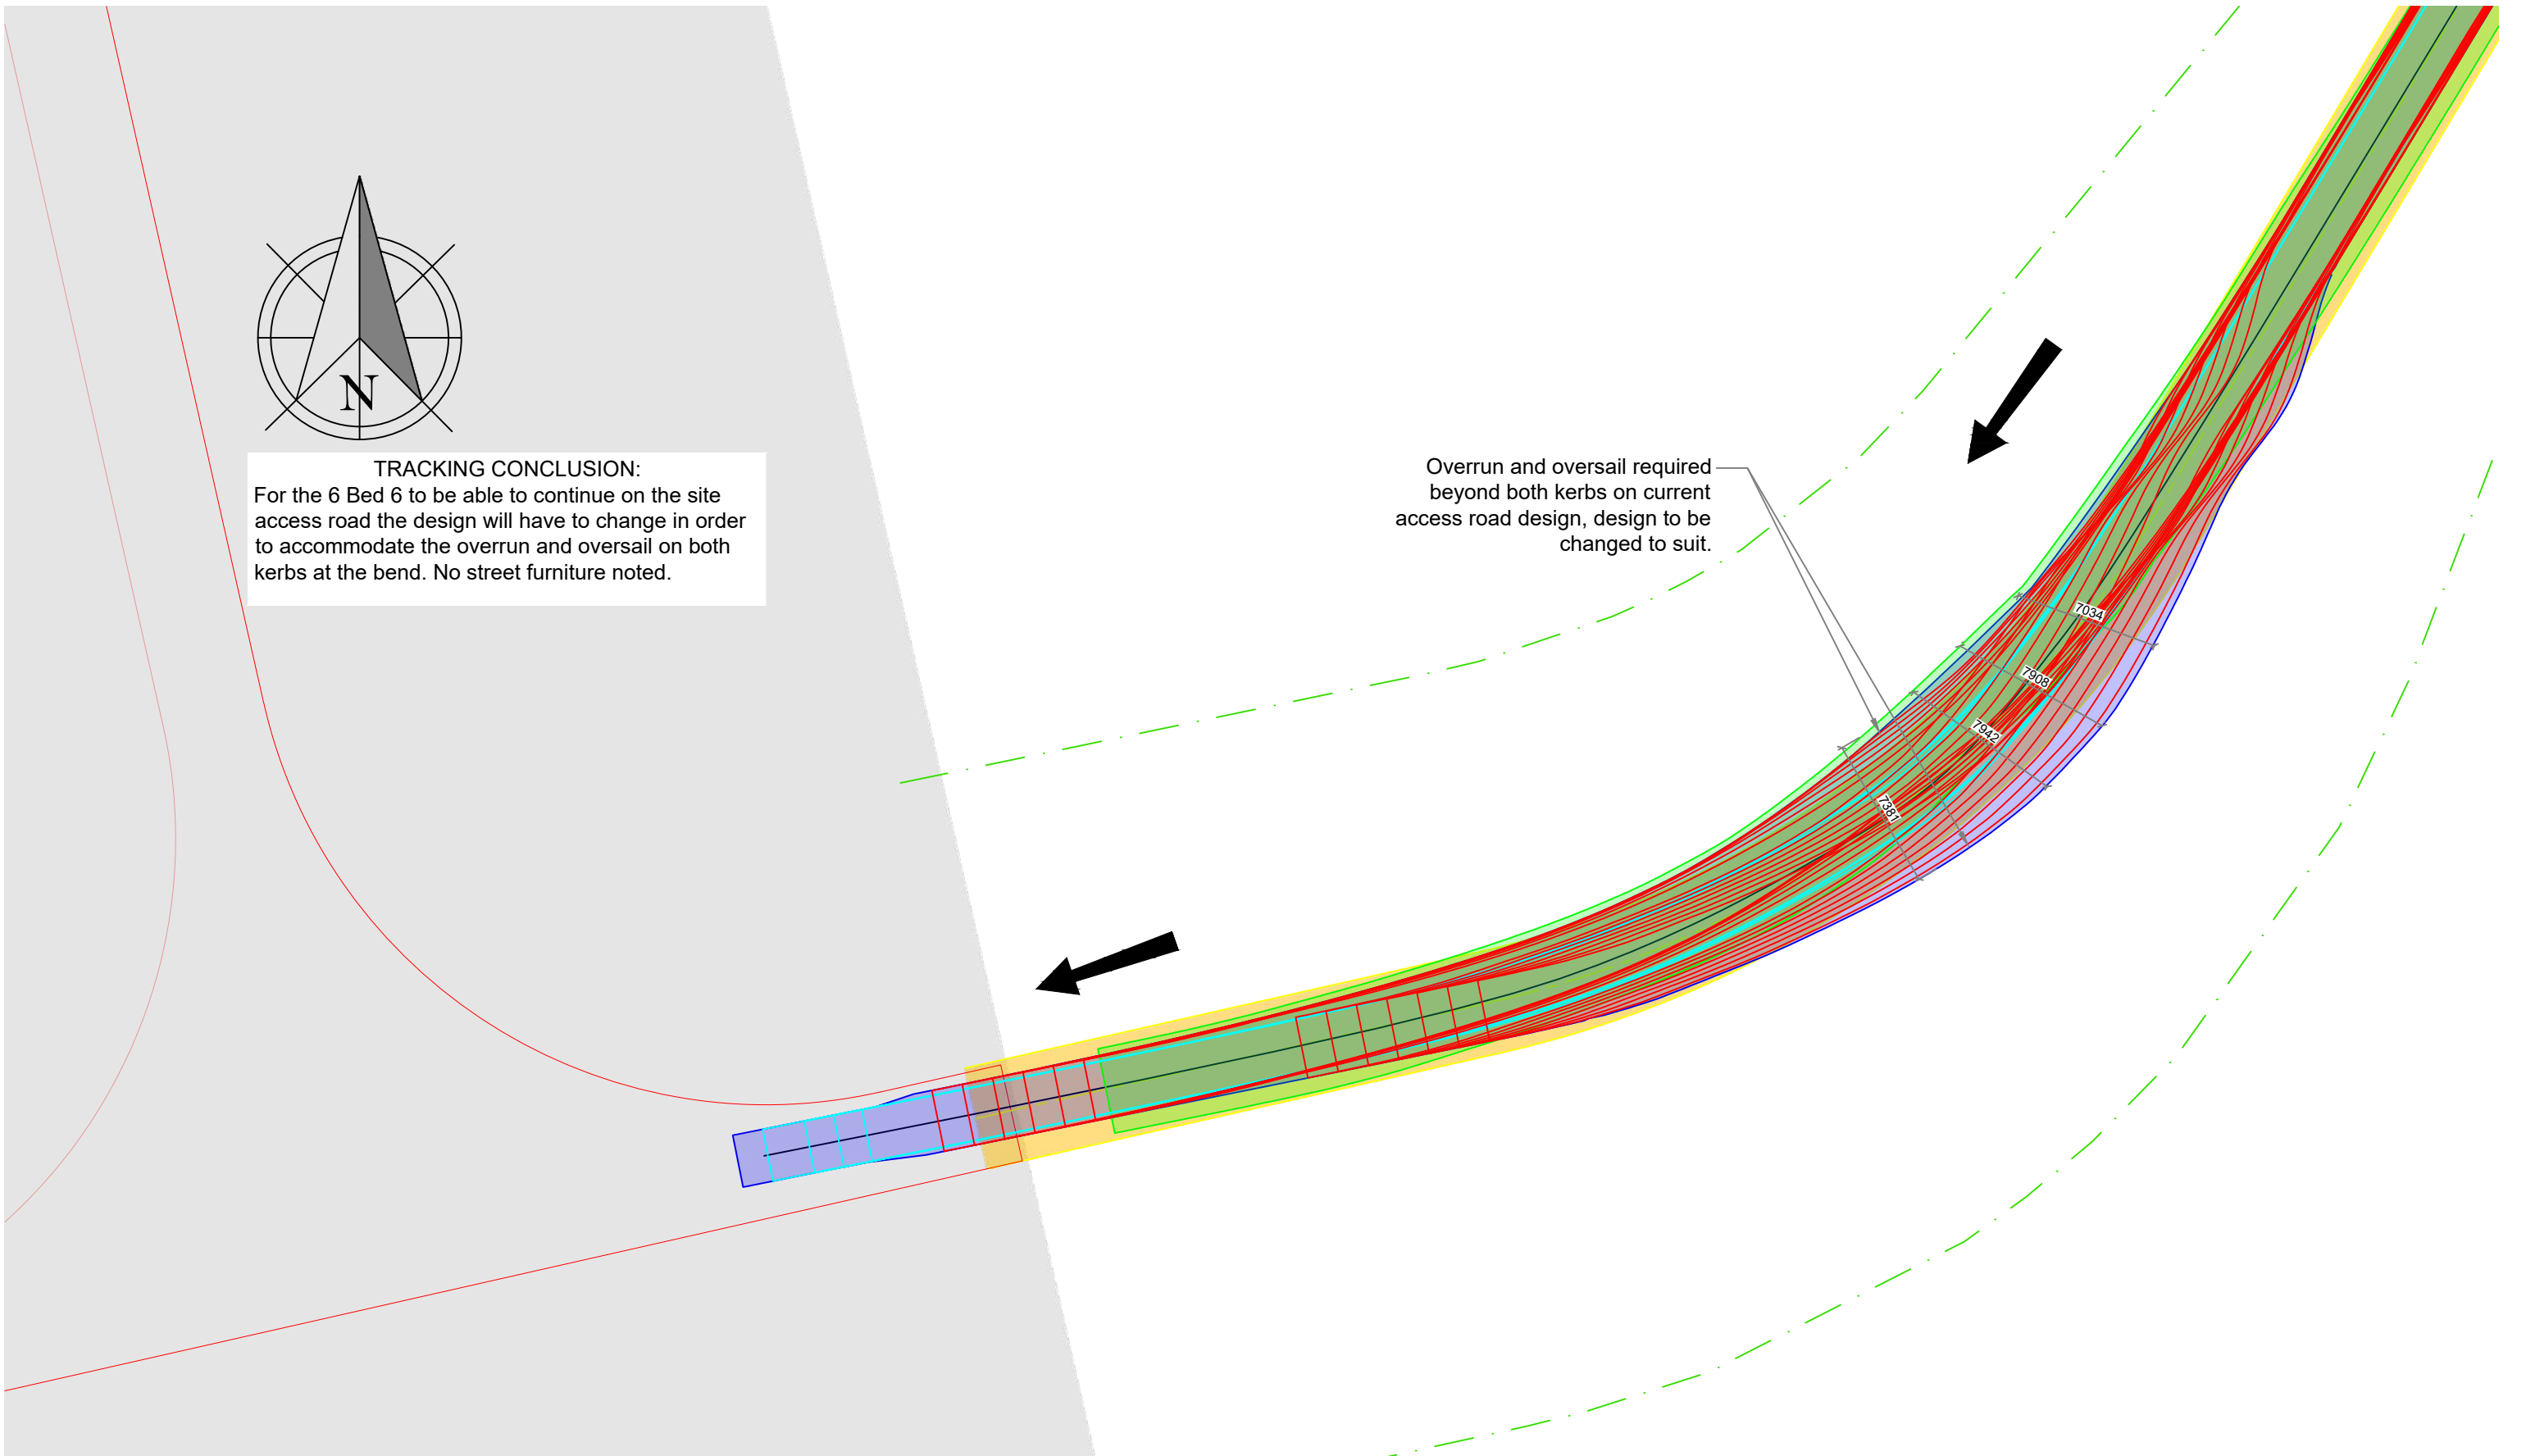 N
TRACKING CONCLUSION:
For the 6 Bed 6 to be able to continue on the site
access road the design will have to change in order
to accommodate the overrun and oversail on both
kerbs at the bend. No street furniture noted.
Overrun and oversail required
beyond both kerbs on current
access road design, design to be
changed to suit.
7034
7908
7942
7381